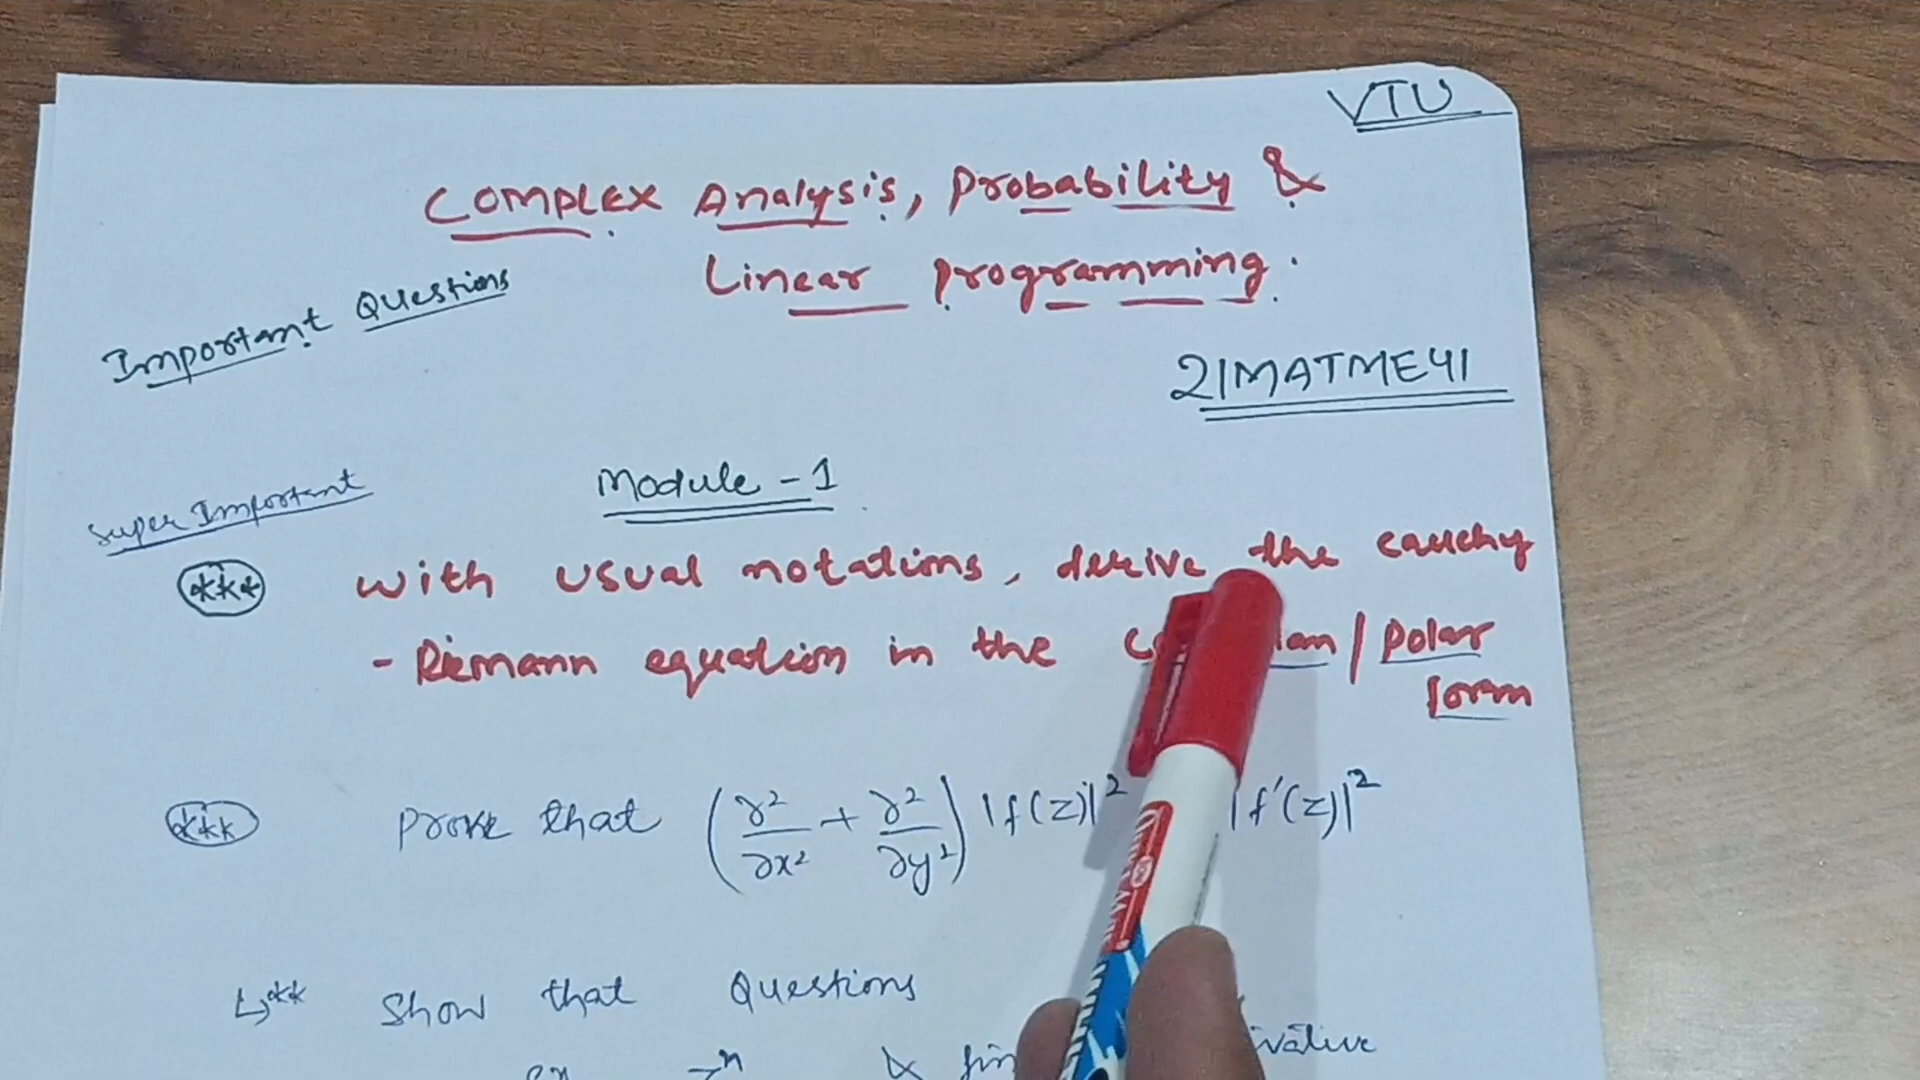 VTU
Complex Analysis, Probability &
Linear Programming.
Important Questions
21MATME41
Module - 1
Super Important
*** With usual notations, derive the cauchy
- Riemann equation in the / Polar
form
*** Prove that (∂²/∂x² + ∂²/∂y²) |f(z)|² |f'(z)|²
↳** Show that Questions
&